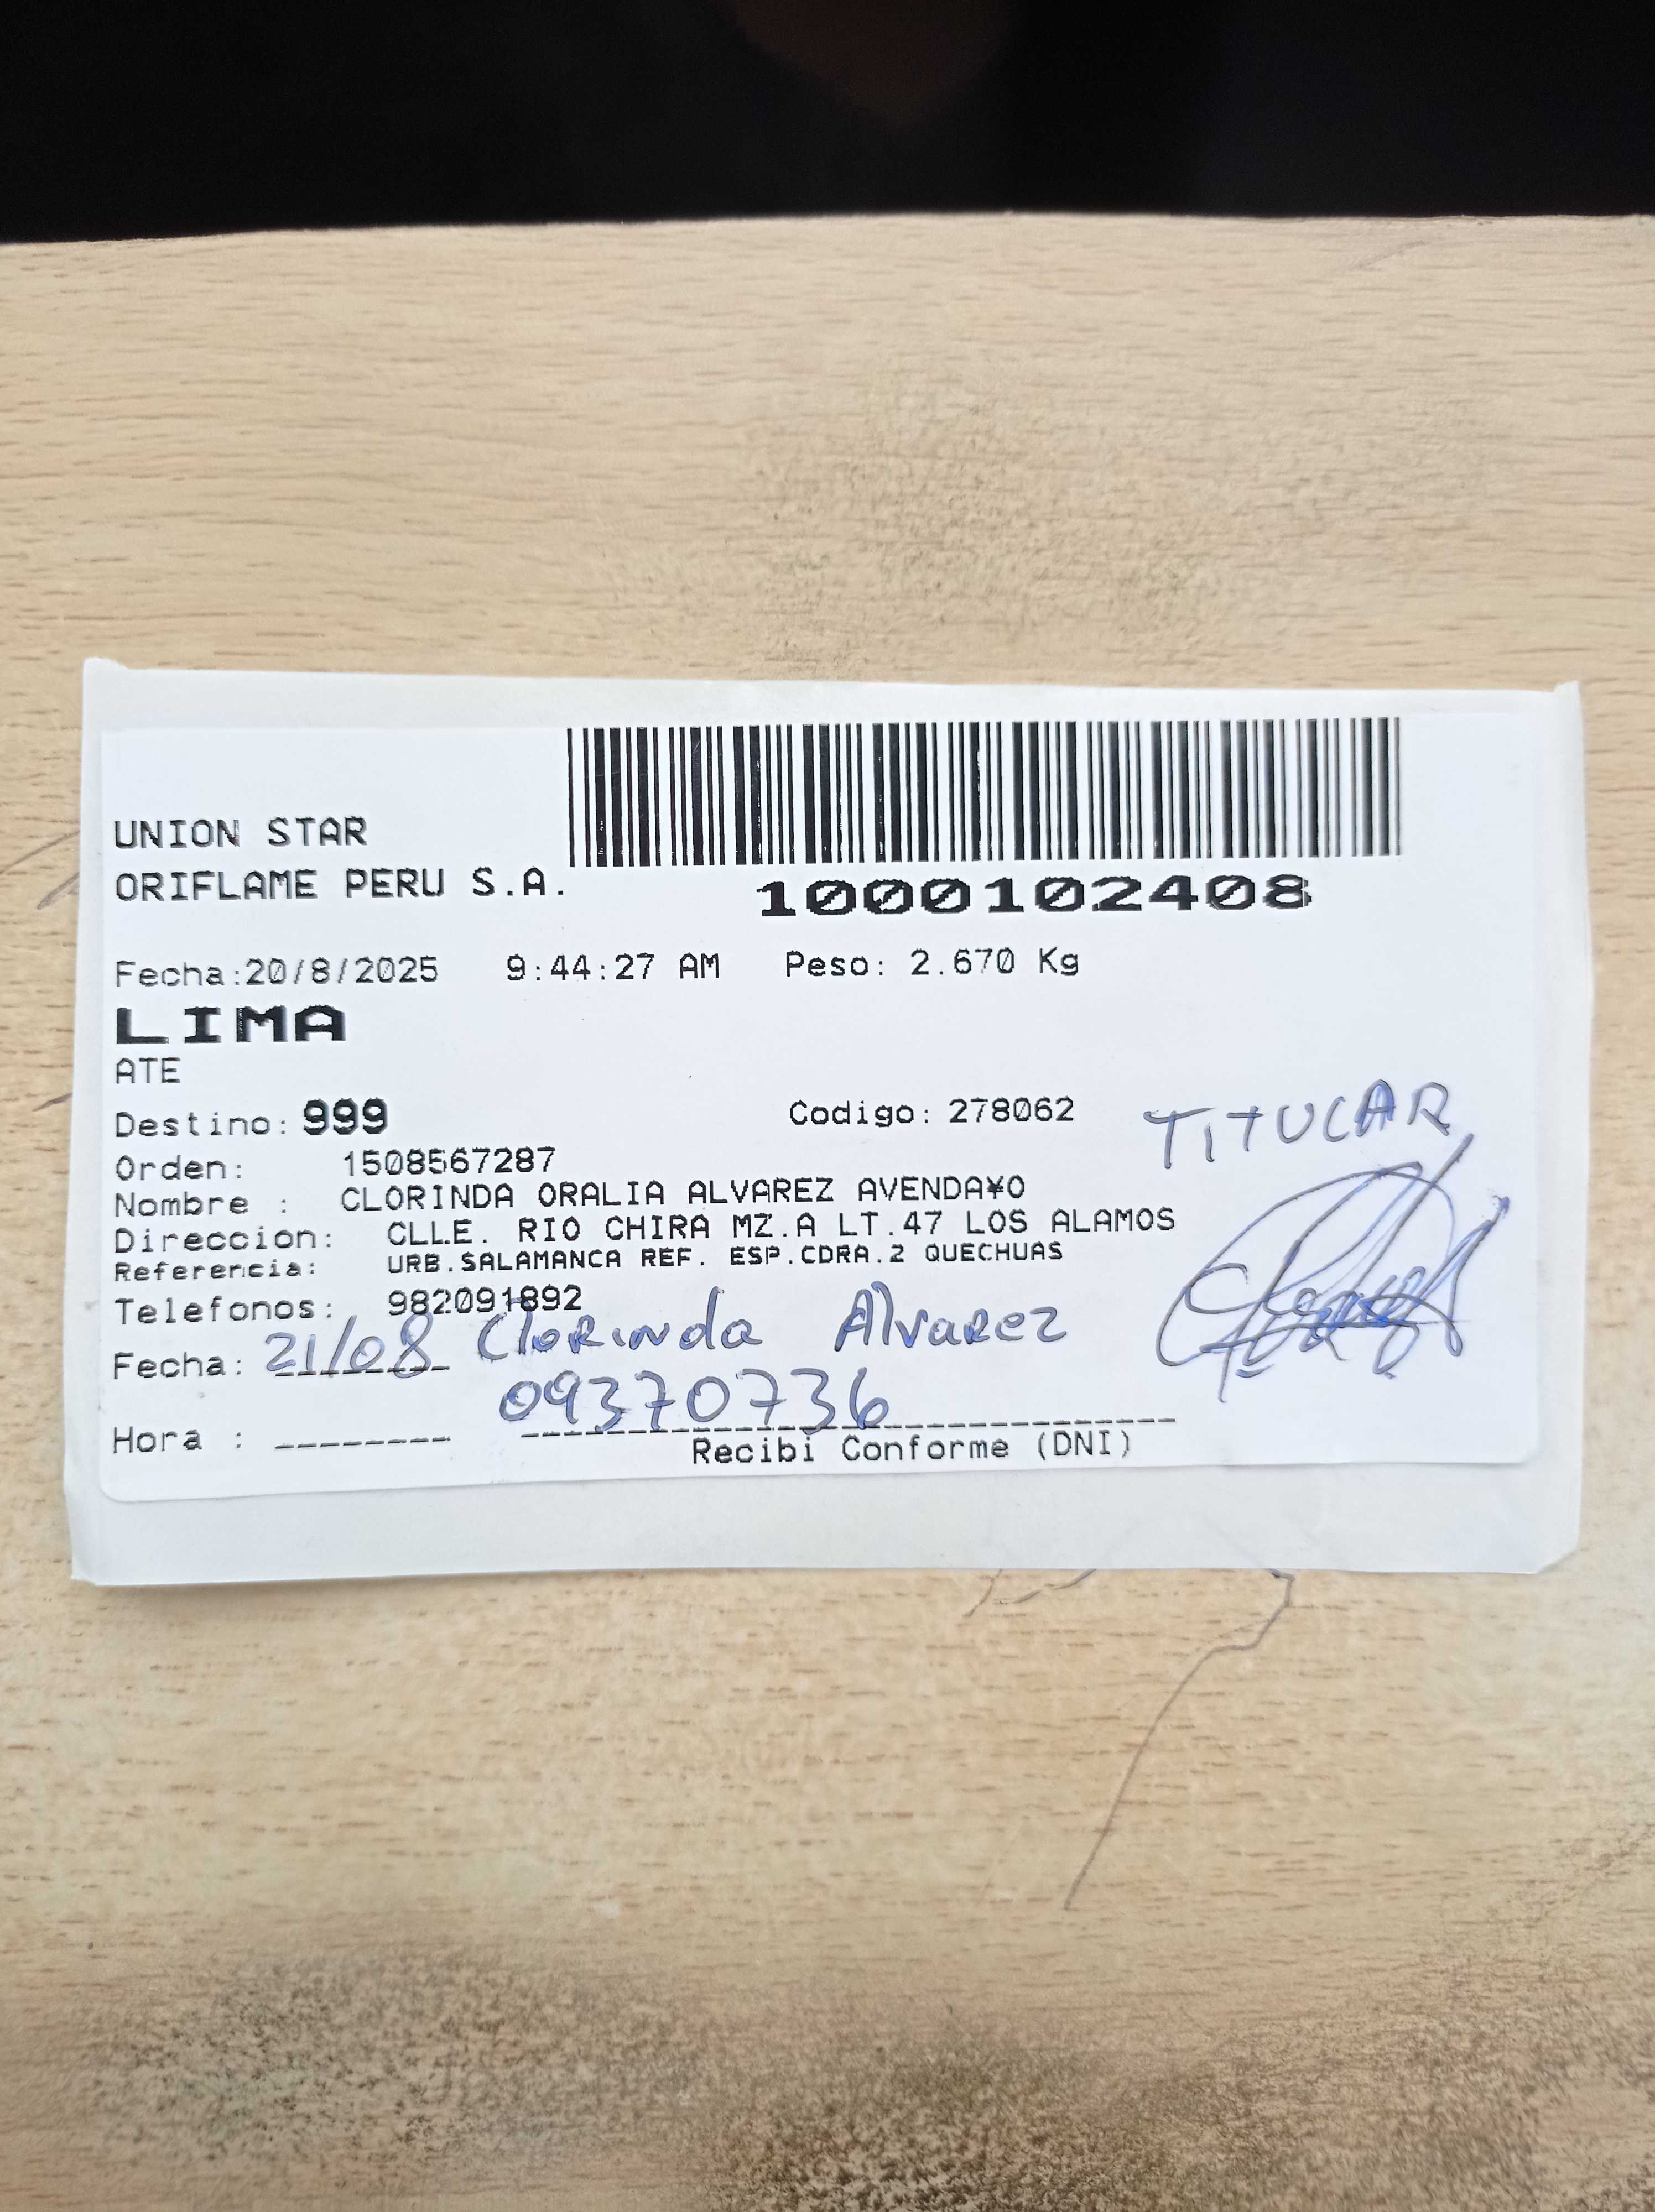 UNION STAR
ORIFLAME PERU S.A.
1000102408
Fecha:20/8/2025 9:44:27 AM Peso: 2.670 Kg
LIMA
ATE
Destino: 999 Codigo: 278062
TITULAR
Orden: 1508567287
Nombre : CLORINDA ORALIA ALVAREZ AVENDA¥O
Direccion: CLLE. RIO CHIRA MZ.A LT.47 LOS ALAMOS
Referencia: URB.SALAMANCA REF. ESP.CDRA.2 QUECHUAS
Telefonos: 982091892
Fecha: 21/08 Clorinda Alvarez
09370736
Hora :
Recibi Conforme (DNI)